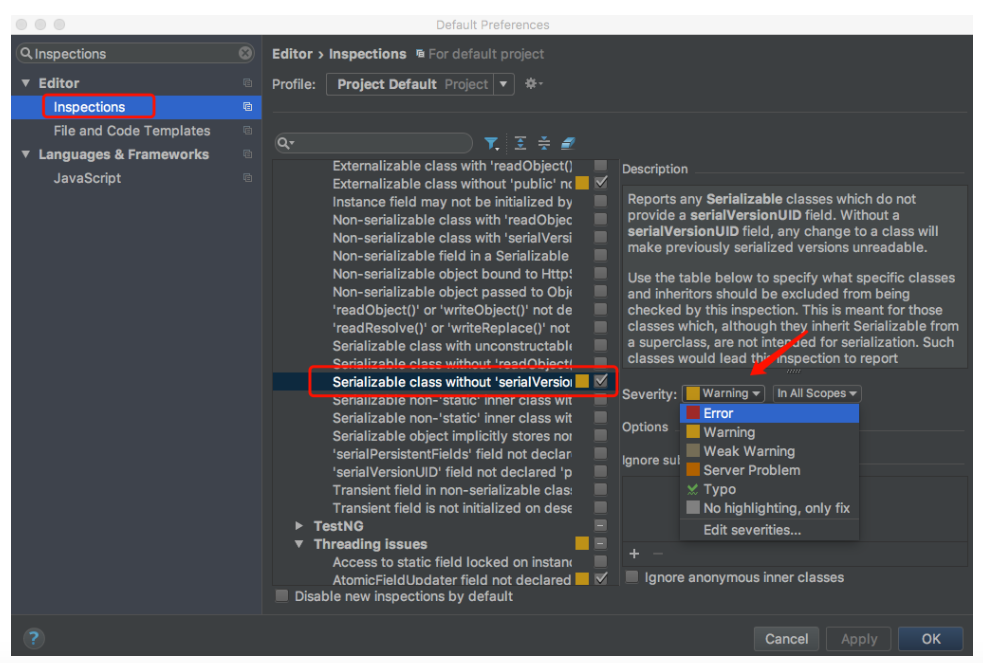 Default Preferences
Inspections
Editor
Inspections
File and Code Templates
Languages & Frameworks
JavaScript
Editor › Inspections For default project
Profile: Project Default Project
Externalizable class with 'readObject()
Externalizable class without 'public' no
Instance field may not be initialized by
Non-serializable class with 'readObjec
Non-serializable class with 'serialVersi
Non-serializable field in a Serializable
Non-serializable object bound to Http
Non-serializable object passed to Obj
'readObject()' or 'writeObject()' not de
'readResolve()' or 'writeReplace()' not
Serializable class with unconstructable
Serializable class without 'readObject(
Serializable class without 'serialVersion
Serializable non-'static' inner class wit
Serializable non-'static' inner class wit
Serializable object implicitly stores non
'serialPersistentFields' field not declar
'serialVersionUID' field not declared 'p
Transient field in non-serializable clas
Transient field is not initialized on dese
TestNG
Threading issues
Access to static field locked on instan
AtomicFieldUpdater field not declared
Disable new inspections by default
Description
Reports any Serializable classes which do not
provide a serialVersionUID field. Without a
serialVersionUID field, any change to a class will
make previously serialized versions unreadable.
Use the table below to specify what specific classes
and inheritors should be excluded from being
checked by this inspection. This is meant for those
classes which, although they inherit Serializable from
a superclass, are not intended for serialization. Such
classes would lead this inspection to report
Severity: Warning In All Scopes
Error
Warning
Weak Warning
Server Problem
Typo
No highlighting, only fix
Edit severities...
Options
Ignore sub
+ −
Ignore anonymous inner classes
?
Cancel
Apply
OK